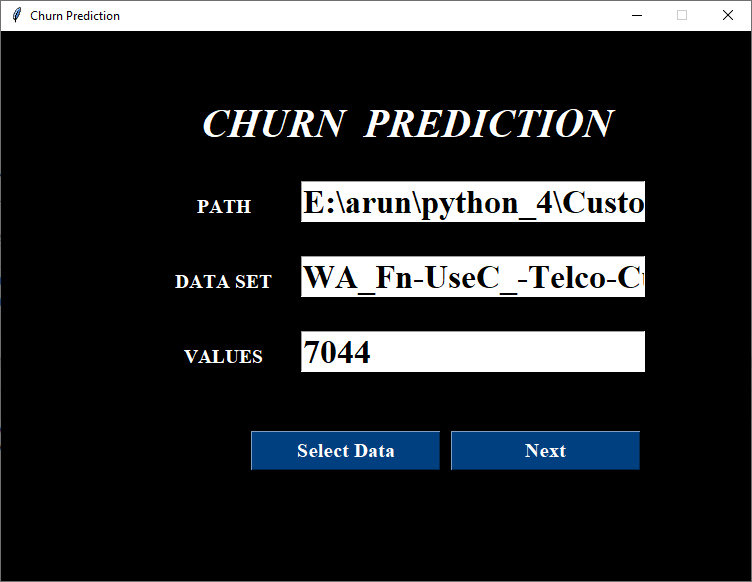 Churn Prediction
CHURN PREDICTION
PATH E:\arun\python_4\Custo
DATA SET WA_Fn-UseC_-Telco-Cu
VALUES 7044
Select Data Next